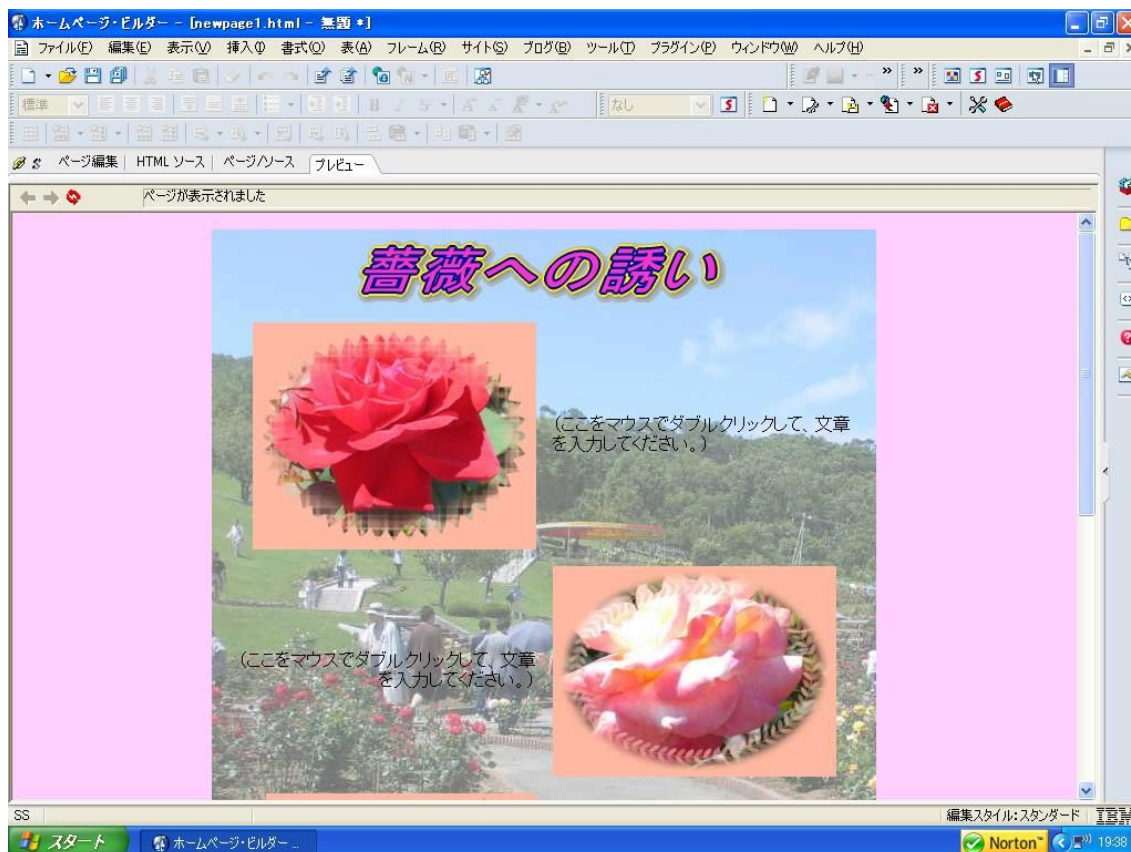 ホームページ・ビルダー - [newpage1.html - 無題 *]
ファイル(F) 編集(E) 表示(V) 挿入(I) 書式(O) 表(A) フレーム(R) サイト(S) ブログ(B) ツール(T) プラグイン(P) ウィンドウ(W) ヘルプ(H)
標準
なし
ページ編集 HTML ソース ページ/ソース プレビュー
ページが表示されました
薔薇への誘い
(ここをマウスでダブルクリックして、文章
を入力してください。)
(ここをマウスでダブルクリックして、文章
を入力してください。)
SS
編集スタイル:スタンダード
IBM
スタート
ホームページ・ビルダー ...
Norton
19:38